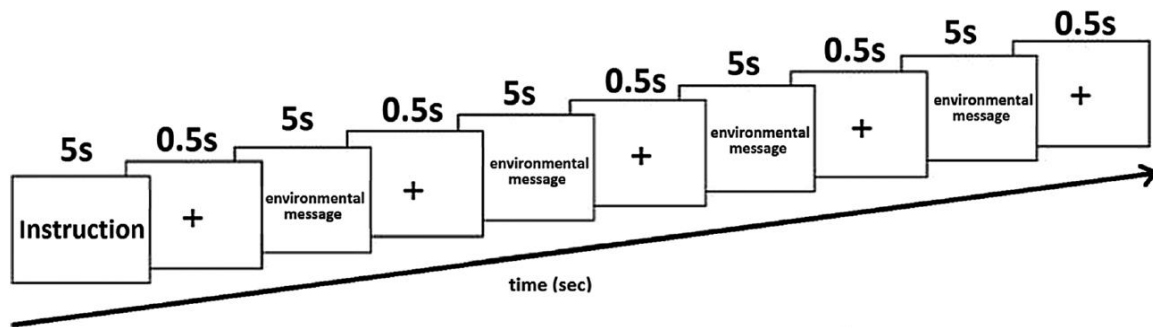 5s
Instruction
0.5s
+
5s
environmental
message
0.5s
+
5s
environmental
message
0.5s
+
5s
environmental
message
0.5s
+
5s
environmental
message
0.5s
+
time (sec)